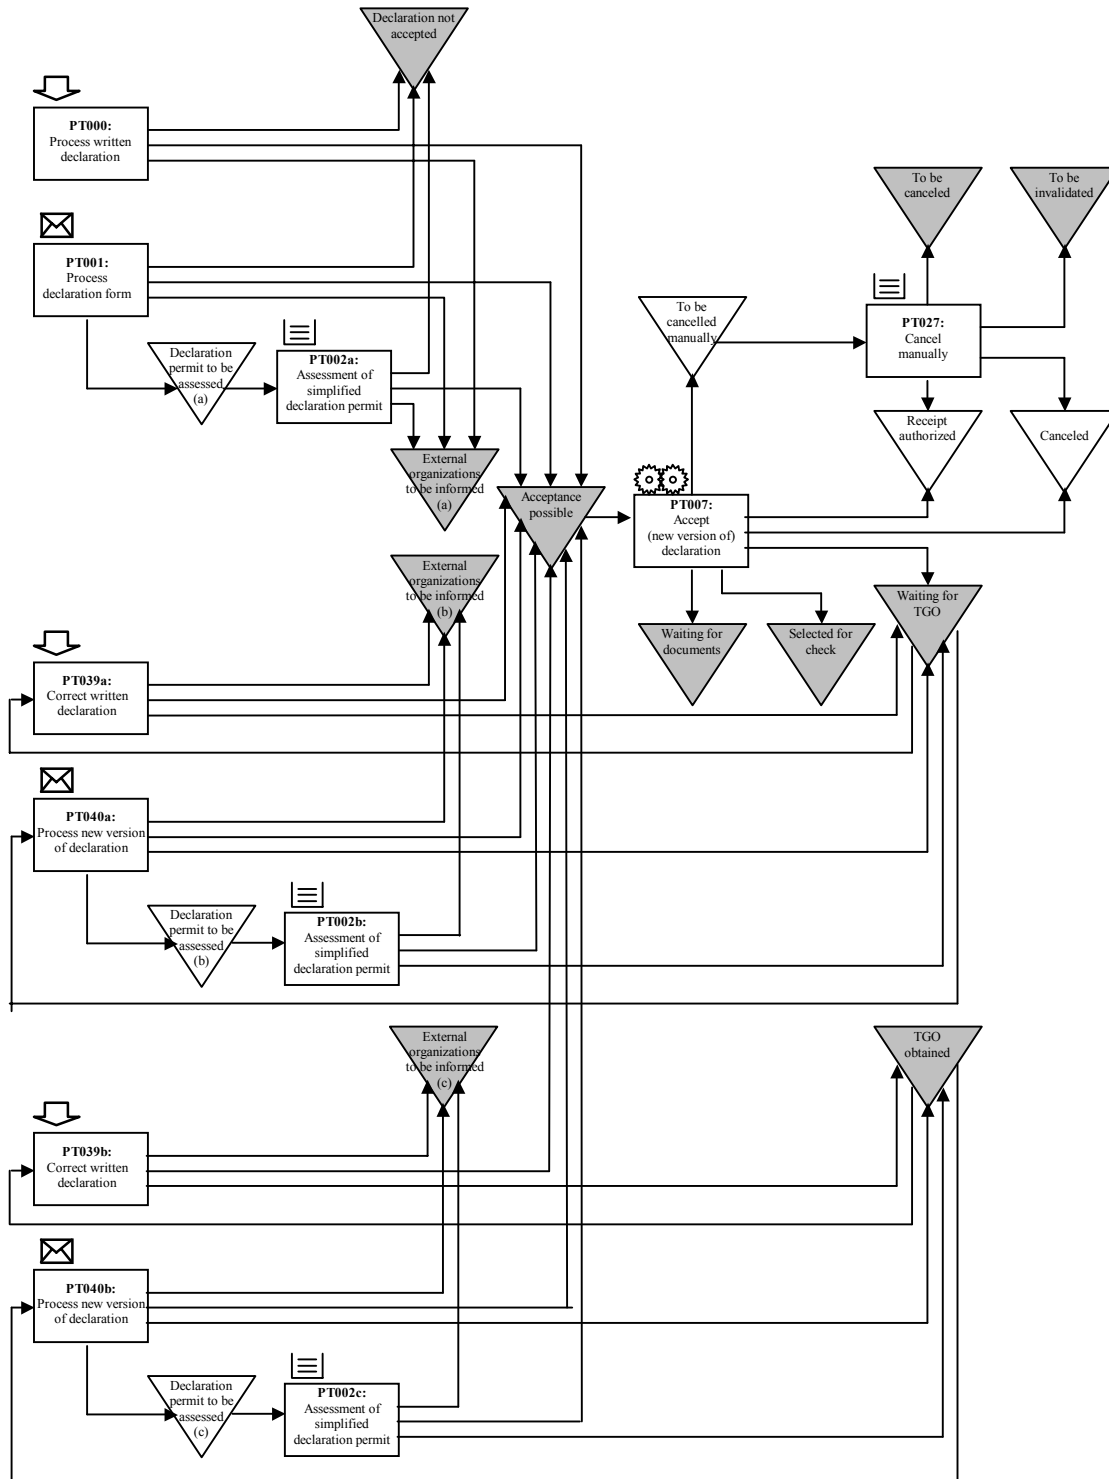 Declaration not
accepted
PT000:
Process written
declaration
To be
canceled
To be
invalidated
PT001:
Process
declaration form
To be
cancelled
manually
PT027:
Cancel
manually
Declaration
permit to be
assessed
(a)
PT002a:
Assessment of
simplified
declaration permit
Receipt
authorized
Canceled
External
organizations
to be informed
(a)
Acceptance
possible
PT007:
Accept
(new version of)
declaration
External
organizations
to be informed
(b)
Waiting for
TGO
Waiting for
documents
Selected for
check
PT039a:
Correct written
declaration
PT040a:
Process new version
of declaration
Declaration
permit to be
assessed
(b)
PT002b:
Assessment of
simplified
declaration permit
External
organizations
to be informed
(c)
TGO
obtained
PT039b:
Correct written
declaration
PT040b:
Process new version
of declaration
Declaration
permit to be
assessed
(c)
PT002c:
Assessment of
simplified
declaration permit